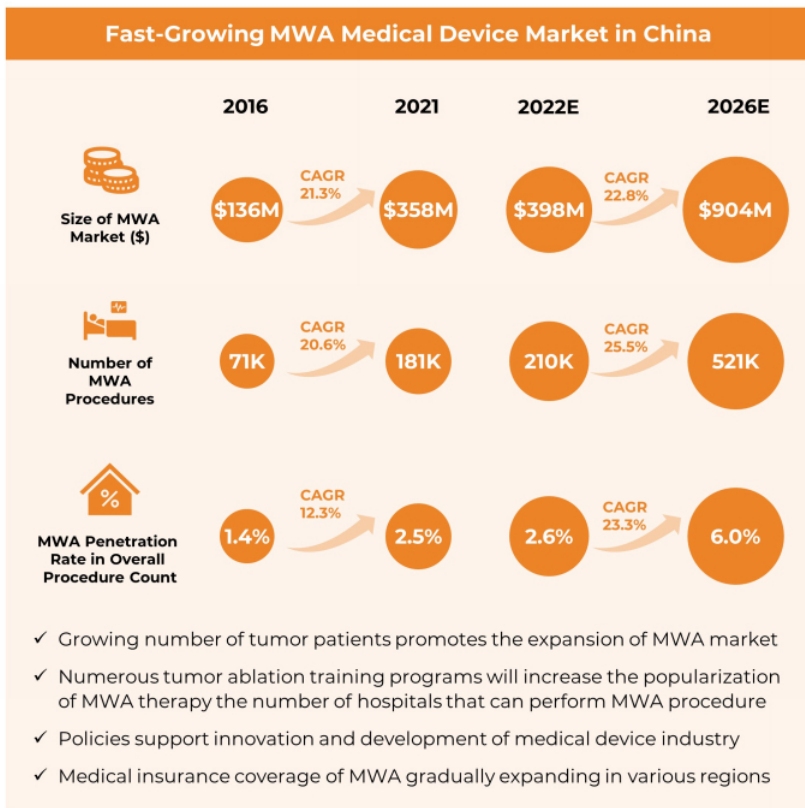 Fast-Growing MWA Medical Device Market in China
2016 2021 2022E 2026E
Size of MWA
Market ($)
$136M
CAGR
21.3%
$358M
$398M
CAGR
22.8%
$904M
Number of
MWA
Procedures
71K
CAGR
20.6%
181K
210K
CAGR
25.5%
521K
%
MWA Penetration
Rate in Overall
Procedure Count
1.4%
CAGR
12.3%
2.5%
2.6%
CAGR
23.3%
6.0%
✓ Growing number of tumor patients promotes the expansion of MWA market
✓ Numerous tumor ablation training programs will increase the popularization
of MWA therapy the number of hospitals that can perform MWA procedure
✓ Policies support innovation and development of medical device industry
✓ Medical insurance coverage of MWA gradually expanding in various regions